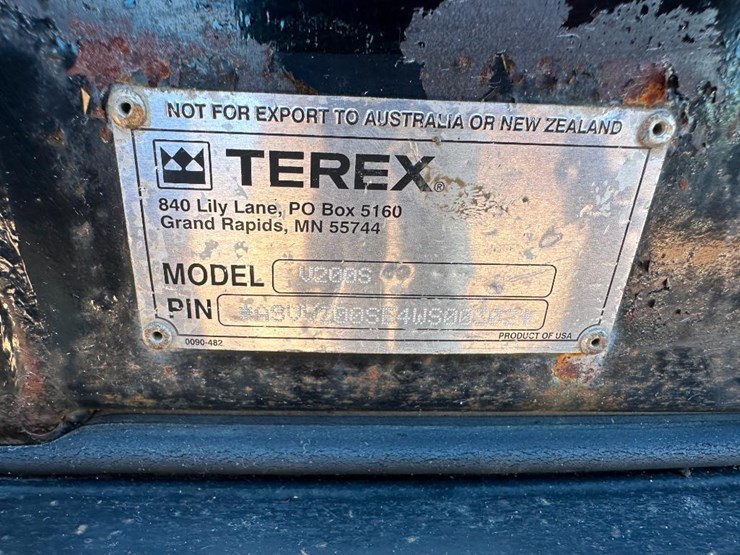 NOT FOR EXPORT TO AUSTRALIA OR NEW ZEALAND
TEREX®
840 Lily Lane, PO Box 5160
Grand Rapids, MN 55744
MODEL V200S
PIN
0090-482
PRODUCT OF USA